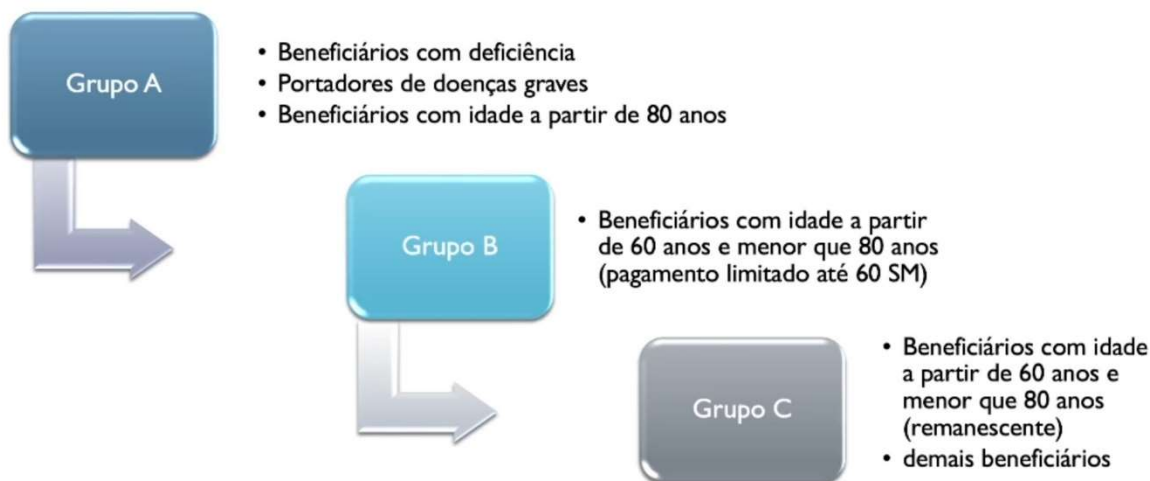 Grupo A
• Beneficiários com deficiência
• Portadores de doenças graves
• Beneficiários com idade a partir de 80 anos
Grupo B
• Beneficiários com idade a partir
de 60 anos e menor que 80 anos
(pagamento limitado até 60 SM)
Grupo C
• Beneficiários com idade
a partir de 60 anos e
menor que 80 anos
(remanescente)
• demais beneficiários